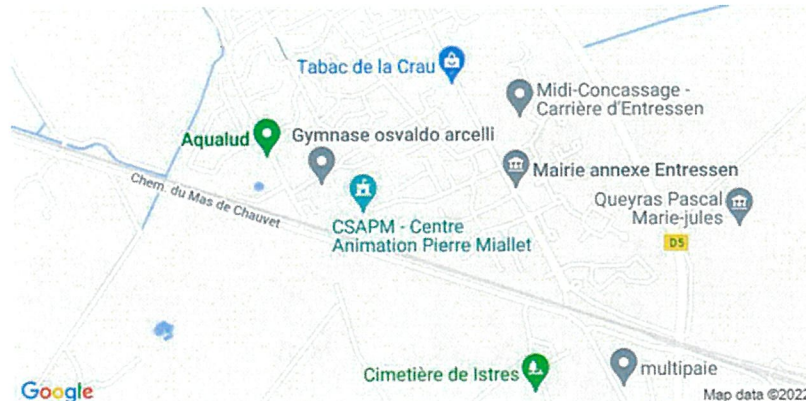 Tabac de la Crau
Midi-Concassage -
Carrière d'Entressen
Aqualud
Gymnase osvaldo arcelli
Mairie annexe Entressen
Chem. du Mas de Chauvet
Queyras Pascal
Marie-jules
CSAPM - Centre
Animation Pierre Miallet
D5
Cimetière de Istres
multipaie
Google
Map data ©2022